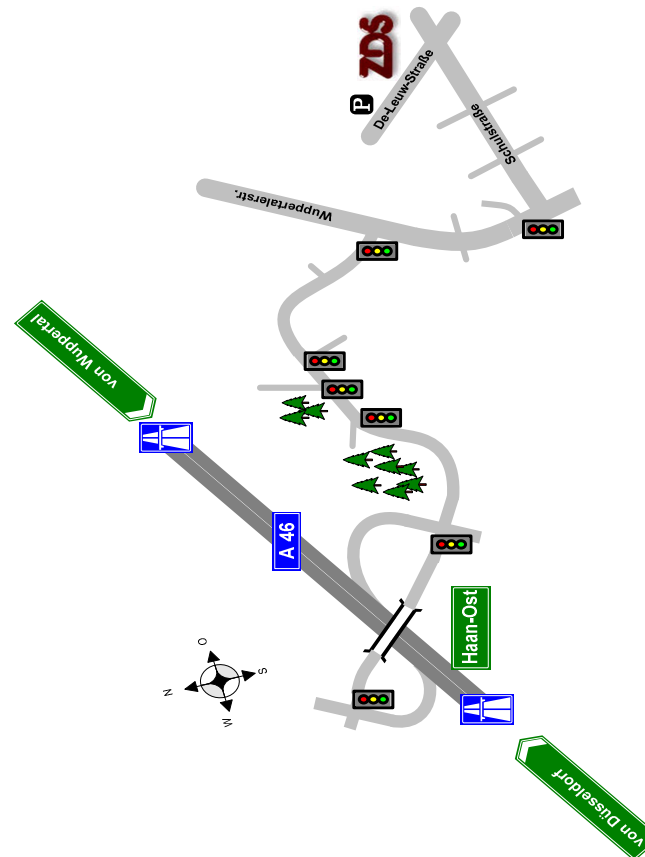 ZDS
P
De-Leuw-Straße
Schulstraße
Wuppertalerstr.
von Wuppertal
A 46
Haan-Ost
O
S
N
W
von Düsseldorf